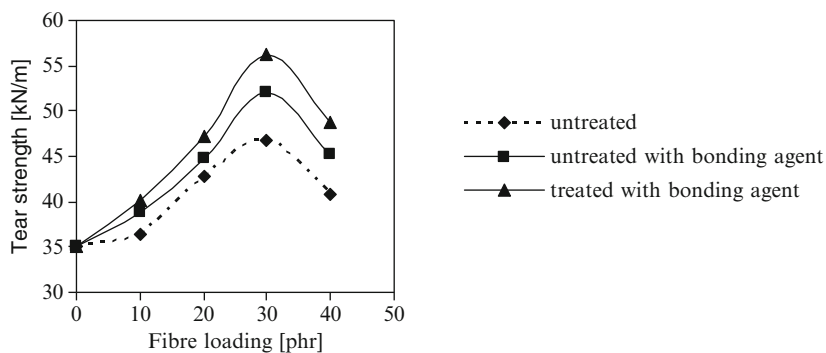 60
55
50
45
40
35
30
Tear strength [kN/m]
0 10 20 30 40 50
Fibre loading [phr]
untreated
untreated with bonding agent
treated with bonding agent